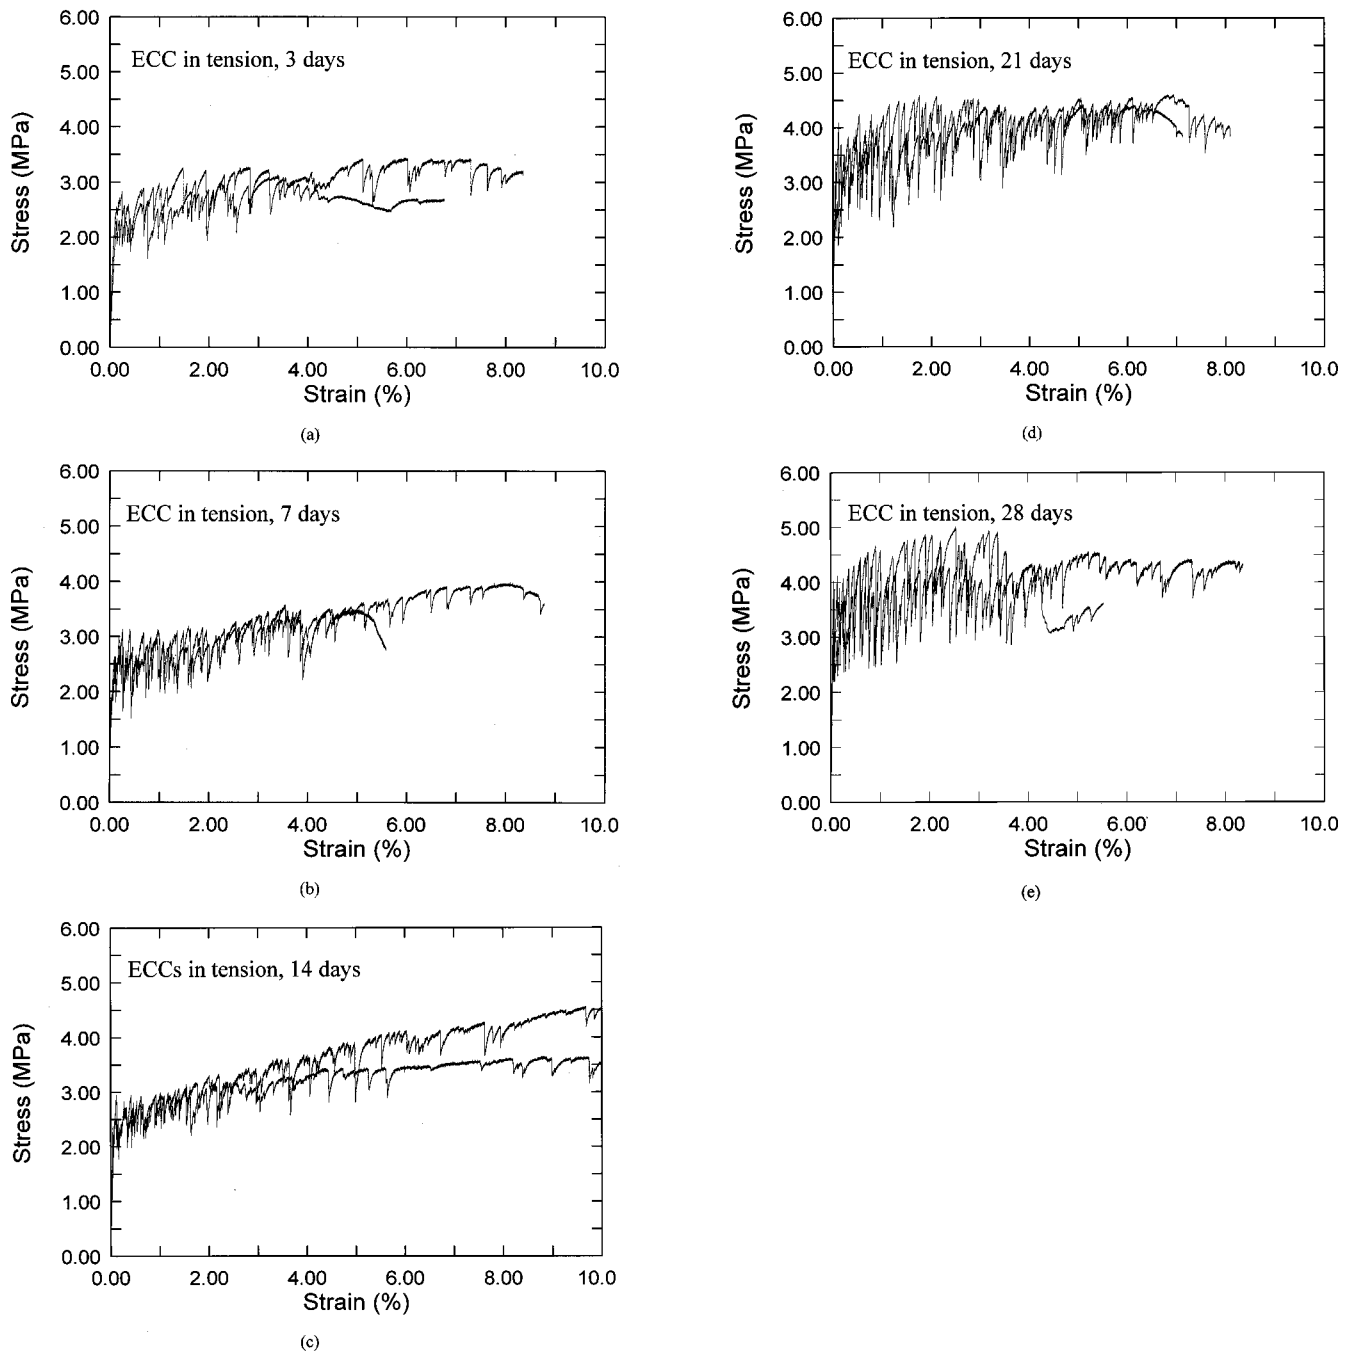 6.00
5.00
4.00
3.00
2.00
1.00
0.00
Stress (MPa)
ECC in tension, 3 days
0.00 2.00 4.00 6.00 8.00 10.0
Strain (%)
(a)
6.00
5.00
4.00
3.00
2.00
1.00
0.00
Stress (MPa)
ECC in tension, 7 days
0.00 2.00 4.00 6.00 8.00 10.0
Strain (%)
(b)
6.00
5.00
4.00
3.00
2.00
1.00
0.00
Stress (MPa)
ECCs in tension, 14 days
0.00 2.00 4.00 6.00 8.00 10.0
Strain (%)
(c)
6.00
5.00
4.00
3.00
2.00
1.00
0.00
Stress (MPa)
ECC in tension, 21 days
0.00 2.00 4.00 6.00 8.00 10.0
Strain (%)
(d)
6.00
5.00
4.00
3.00
2.00
1.00
0.00
Stress (MPa)
ECC in tension, 28 days
0.00 2.00 4.00 6.00 8.00 10.0
Strain (%)
(e)